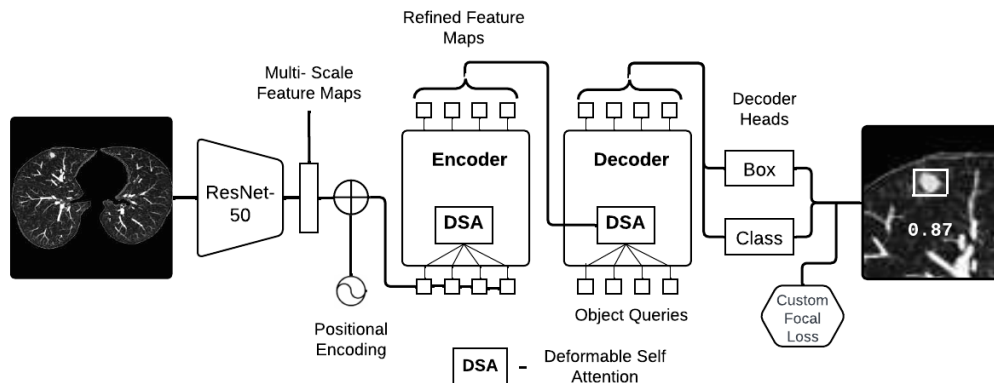 Refined Feature
Maps
Multi- Scale
Feature Maps
Decoder
Heads
ResNet-
50
Encoder
Decoder
Box
DSA
DSA
Class
0.87
Positional
Encoding
Object Queries
Custom
Focal
Loss
DSA - Deformable Self
Attention